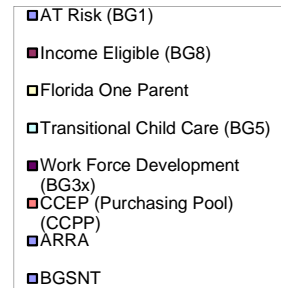 AT Risk (BG1)
Income Eligible (BG8)
Florida One Parent
Transitional Child Care (BG5)
Work Force Development
(BG3x)
CCEP (Purchasing Pool)
(CCPP)
ARRA
BGSNT